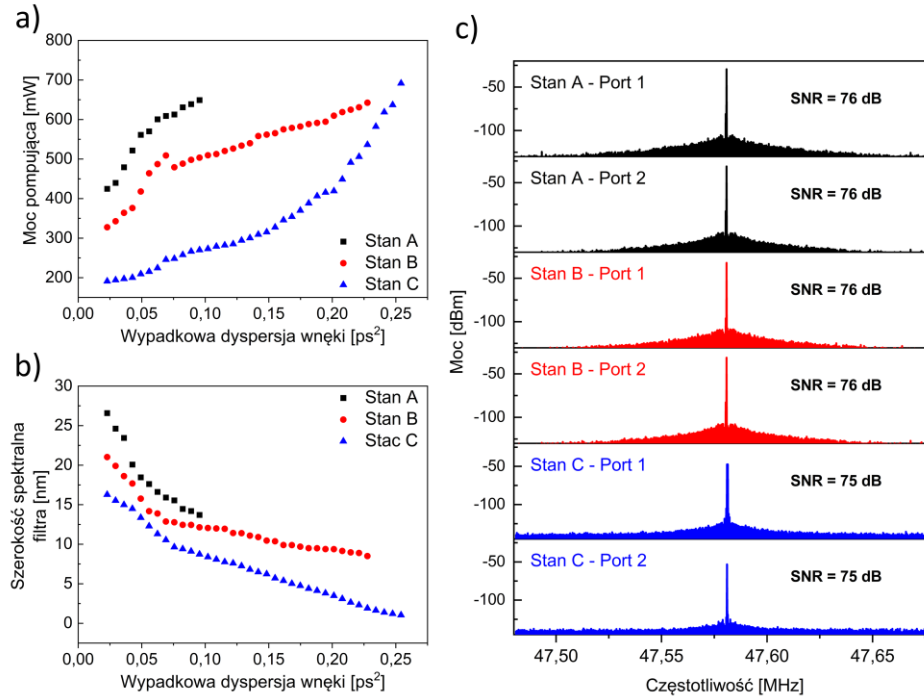 a)
Moc pompująca [mW]
800
700
600
500
400
300
200
Stan A
Stan B
Stan C
0,00 0,05 0,10 0,15 0,20 0,25
Wypadkowa dyspersja wnęki [ps²]
b)
Szerokość spektralna
filtra [nm]
30
25
20
15
10
5
0
Stan A
Stan B
Stac C
0,00 0,05 0,10 0,15 0,20 0,25
Wypadkowa dyspersja wnęki [ps²]
c)
Moc [dBm]
-50
-100
Stan A - Port 1
SNR = 76 dB
-50
-100
Stan A - Port 2
SNR = 76 dB
-50
-100
Stan B - Port 1
SNR = 76 dB
-50
-100
Stan B - Port 2
SNR = 76 dB
-50
-100
Stan C - Port 1
SNR = 75 dB
-50
-100
Stan C - Port 2
SNR = 75 dB
47,50 47,55 47,60 47,65
Częstotliwość [MHz]